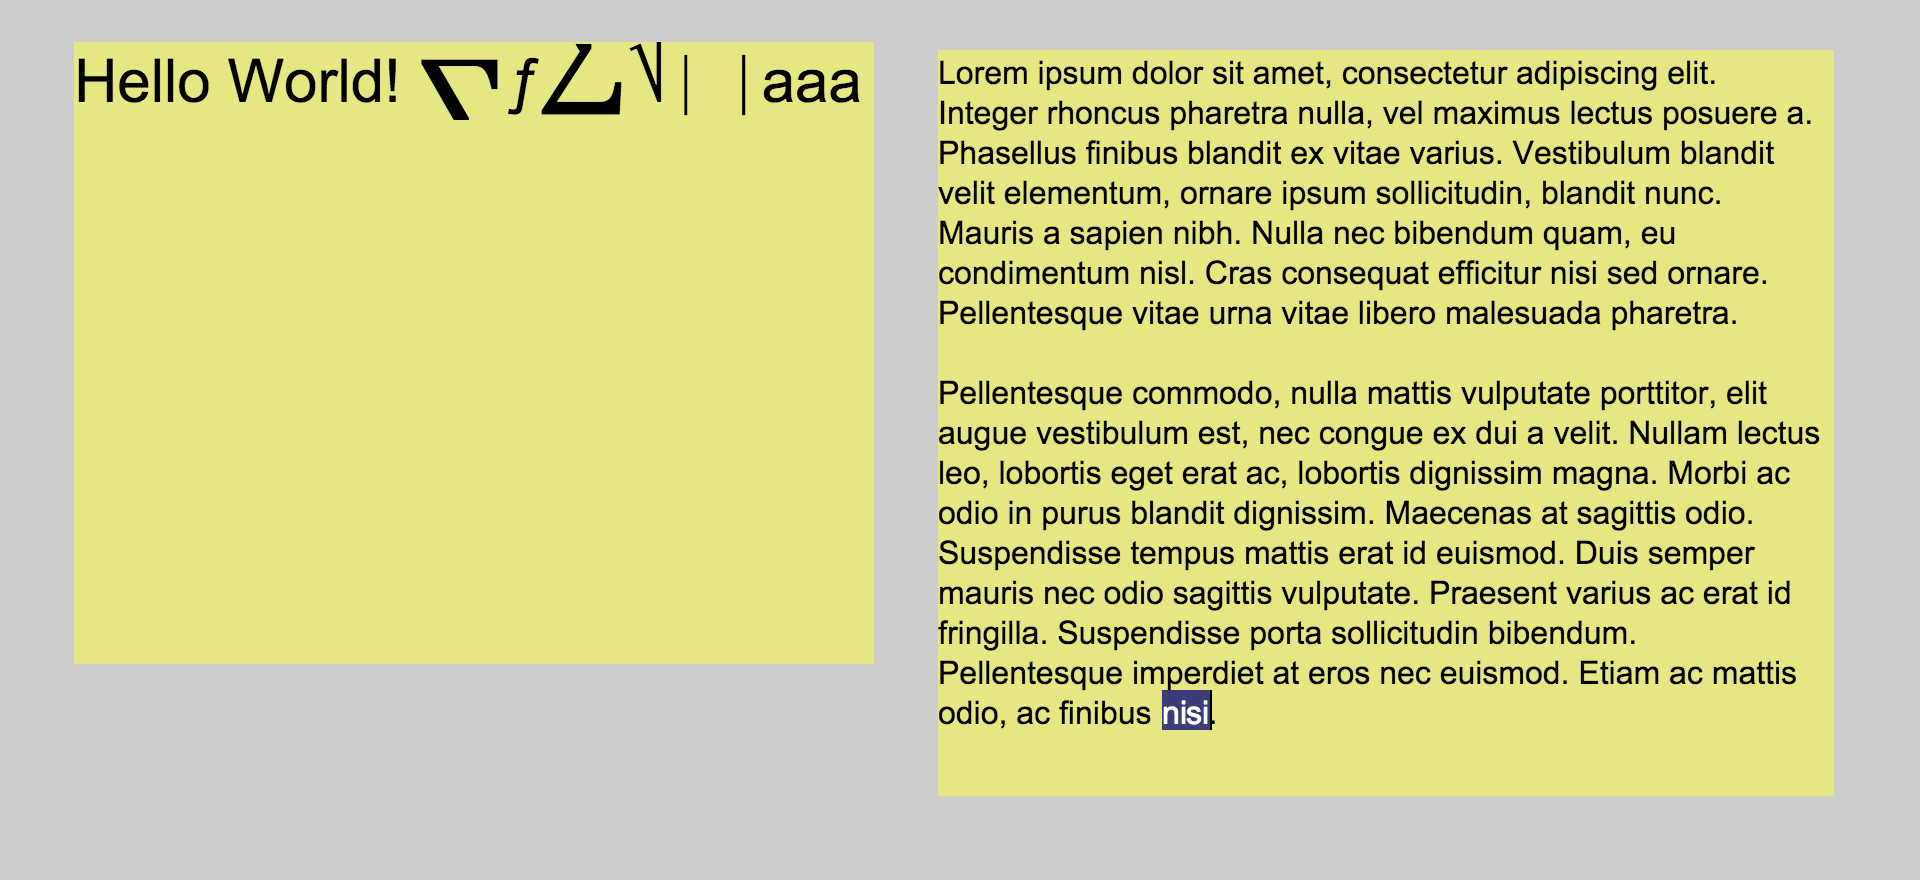 Hello World! ƒ | | aaa
Lorem ipsum dolor sit amet, consectetur adipiscing elit.
Integer rhoncus pharetra nulla, vel maximus lectus posuere a.
Phasellus finibus blandit ex vitae varius. Vestibulum blandit
velit elementum, ornare ipsum sollicitudin, blandit nunc.
Mauris a sapien nibh. Nulla nec bibendum quam, eu
condimentum nisl. Cras consequat efficitur nisi sed ornare.
Pellentesque vitae urna vitae libero malesuada pharetra.
Pellentesque commodo, nulla mattis vulputate porttitor, elit
augue vestibulum est, nec congue ex dui a velit. Nullam lectus
leo, lobortis eget erat ac, lobortis dignissim magna. Morbi ac
odio in purus blandit dignissim. Maecenas at sagittis odio.
Suspendisse tempus mattis erat id euismod. Duis semper
mauris nec odio sagittis vulputate. Praesent varius ac erat id
fringilla. Suspendisse porta sollicitudin bibendum.
Pellentesque imperdiet at eros nec euismod. Etiam ac mattis
odio, ac finibus nisi.